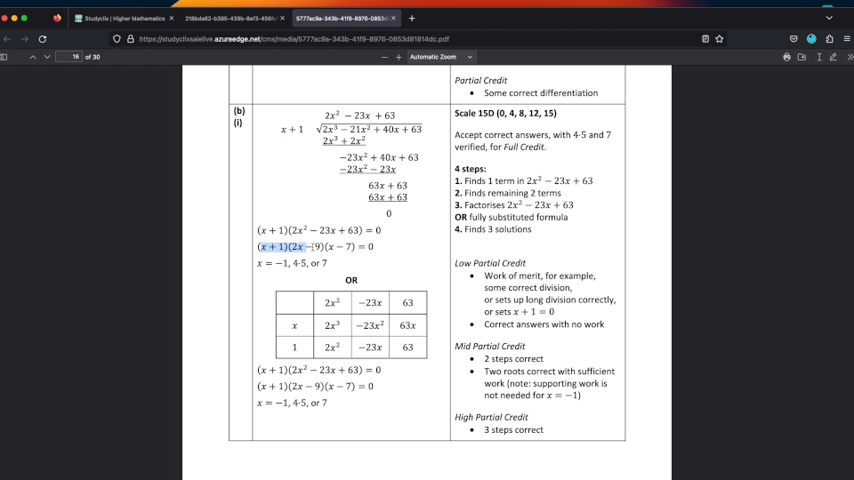 Studyclix | Higher Mathematics
218bda62-b395-439b-8ef3-466fef
5777ac9a-3791-41f9-8976-0853d
https://studyclixsaielive.azureedge.net/cms/media/5777ac9a-3791-41f9-8976-0853d81814dc.pdf
16 of 30
Automatic Zoom
Partial Credit
• Some correct differentiation
(b)
(i)
2x² − 23x + 63
x + 1 √2x³ − 21x² + 40x + 63
2x³ + 2x²
−23x² + 40x + 63
−23x² − 23x
63x + 63
63x + 63
0
(x + 1)(2x² − 23x + 63) = 0
(x + 1)(2x − 9)(x − 7) = 0
x = −1, 4·5, or 7
OR
2x² −23x 63
x 2x³ −23x² 63x
1 2x² −23x 63
(x + 1)(2x² − 23x + 63) = 0
(x + 1)(2x − 9)(x − 7) = 0
x = −1, 4·5, or 7
Scale 15D (0, 4, 8, 12, 15)
Accept correct answers, with 4·5 and 7
verified, for Full Credit.
4 steps:
1. Finds 1 term in 2x² − 23x + 63
2. Finds remaining 2 terms
3. Factorises 2x² − 23x + 63
OR fully substituted formula
4. Finds 3 solutions
Low Partial Credit
• Work of merit, for example,
some correct division,
or sets up long division correctly,
or sets x + 1 = 0
• Correct answers with no work
Mid Partial Credit
• 2 steps correct
• Two roots correct with sufficient
work (note: supporting work is
not needed for x = −1)
High Partial Credit
• 3 steps correct